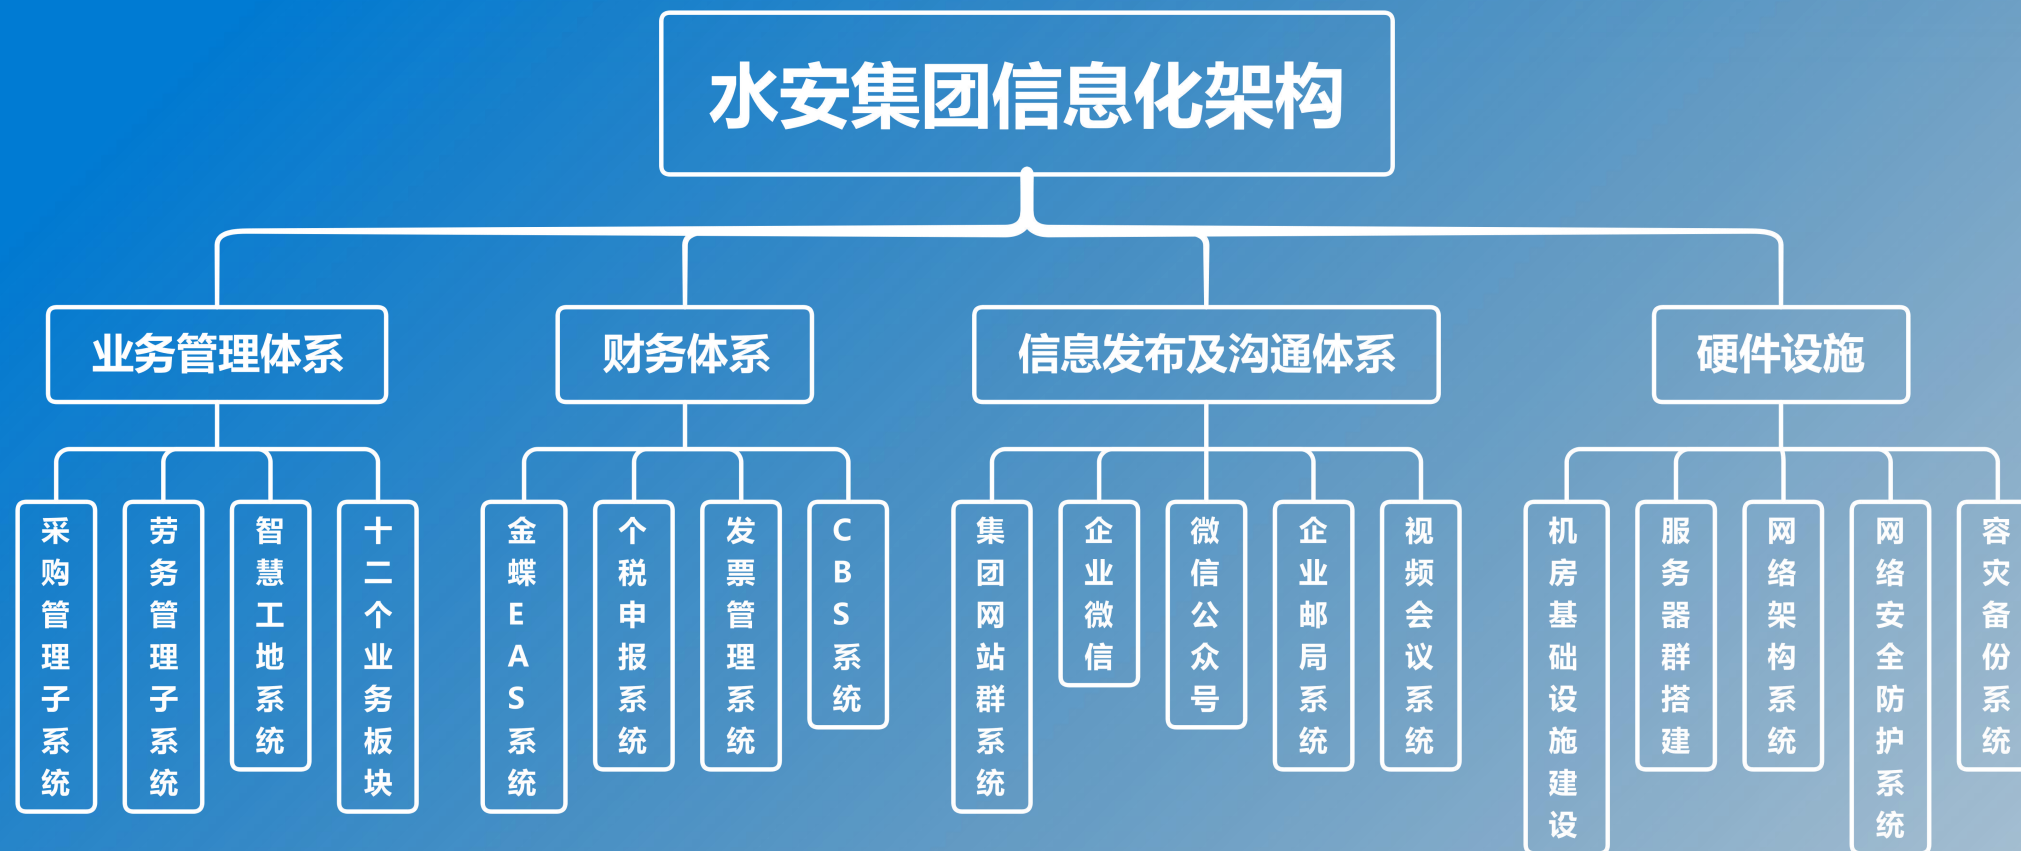 水安集团信息化架构
业务管理体系
财务体系
信息发布及沟通体系
硬件设施
采购管理子系统
劳务管理子系统
智慧工地系统
十二个业务板块
金蝶EAS系统
个税申报系统
发票管理系统
CBS系统
集团网站群系统
企业微信
微信公众号
企业邮局系统
视频会议系统
机房基础设施建设
服务器群搭建
网络架构系统
网络安全防护系统
容灾备份系统